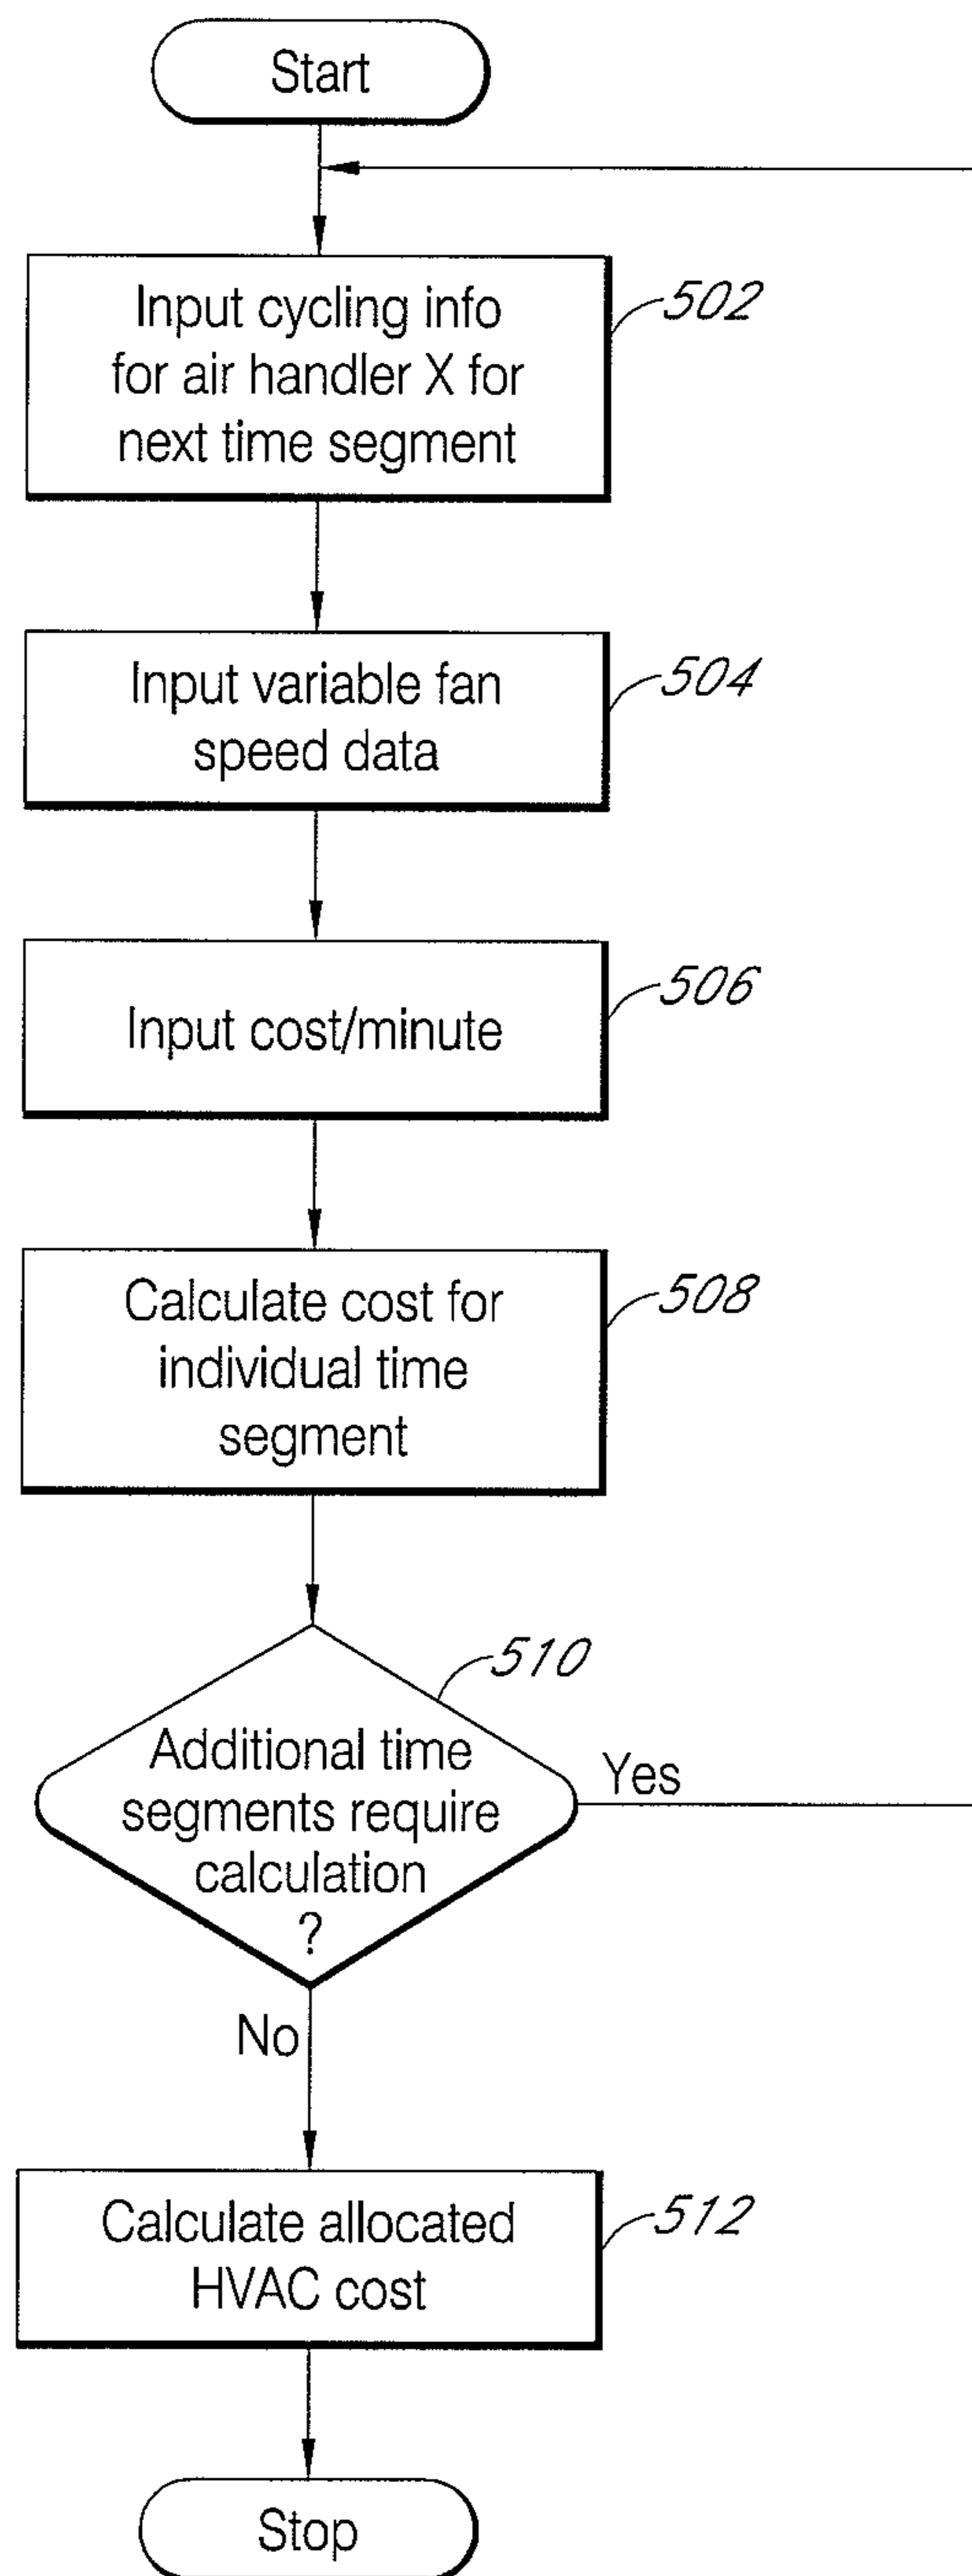 Start
Input cycling info
for air handler X for
next time segment
502
Input variable fan
speed data
504
Input cost/minute
506
Calculate cost for
individual time
segment
508
510
Additional time
segments require
calculation
?
Yes
No
Calculate allocated
HVAC cost
512
Stop